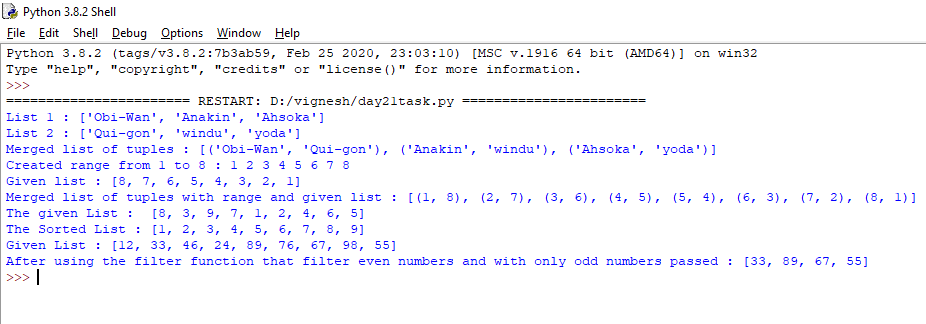 Python 3.8.2 Shell
File Edit Shell Debug Options Window Help
Python 3.8.2 (tags/v3.8.2:7b3ab59, Feb 25 2020, 23:03:10) [MSC v.1916 64 bit (AMD64)] on win32
Type "help", "copyright", "credits" or "license()" for more information.
>>>
======================= RESTART: D:/vignesh/day21task.py =======================
List 1 : ['Obi-Wan', 'Anakin', 'Ahsoka']
List 2 : ['Qui-gon', 'windu', 'yoda']
Merged list of tuples : [('Obi-Wan', 'Qui-gon'), ('Anakin', 'windu'), ('Ahsoka', 'yoda')]
Created range from 1 to 8 : 1 2 3 4 5 6 7 8
Given list : [8, 7, 6, 5, 4, 3, 2, 1]
Merged list of tuples with range and given list : [(1, 8), (2, 7), (3, 6), (4, 5), (5, 4), (6, 3), (7, 2), (8, 1)]
The given List :  [8, 3, 9, 7, 1, 2, 4, 6, 5]
The Sorted List : [1, 2, 3, 4, 5, 6, 7, 8, 9]
Given List : [12, 33, 46, 24, 89, 76, 67, 98, 55]
After using the filter function that filter even numbers and with only odd numbers passed : [33, 89, 67, 55]
>>>